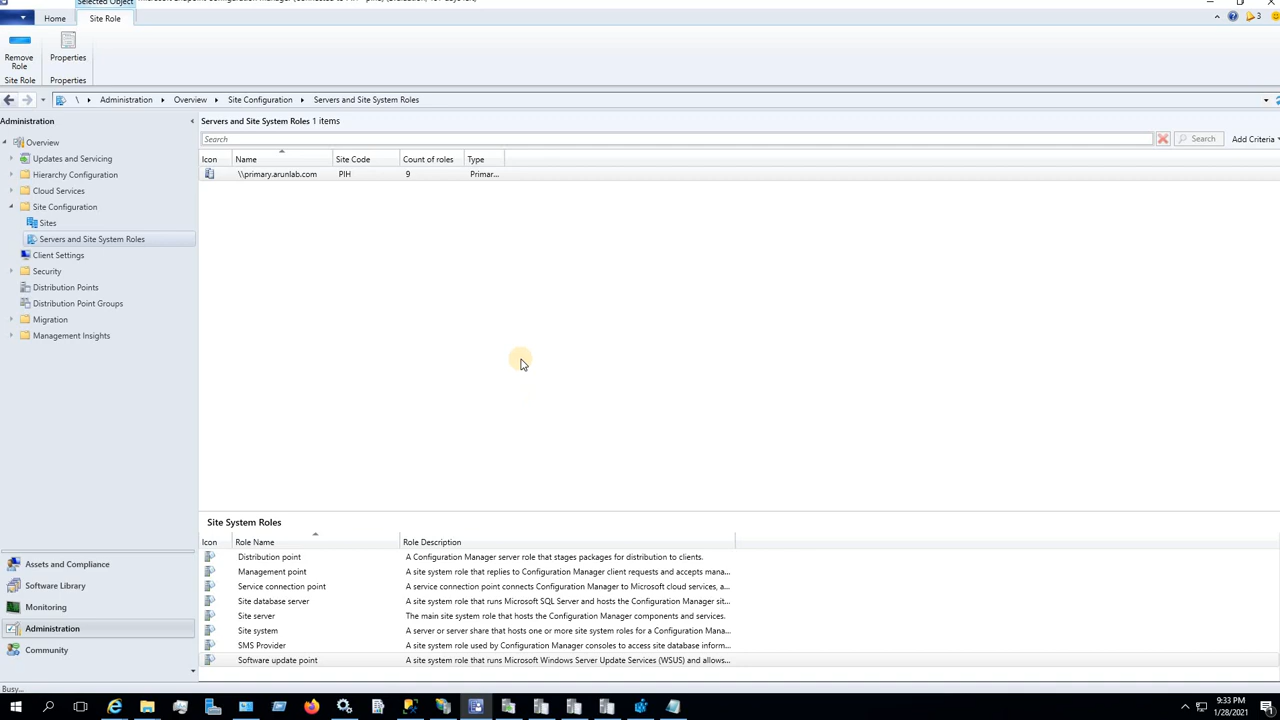 Selected Object
Home
Site Role
3
Remove
Role
Properties
Site Role
Properties
\ Administration Overview Site Configuration Servers and Site System Roles
Administration
Servers and Site System Roles 1 items
Overview
Search
Search
Add Criteria
Updates and Servicing
Icon Name Site Code Count of roles Type
Hierarchy Configuration
\\primary.arunlab.com PIH 9 Primar...
Cloud Services
Site Configuration
Sites
Servers and Site System Roles
Client Settings
Security
Distribution Points
Distribution Point Groups
Migration
Management Insights
Site System Roles
Icon Role Name Role Description
Distribution point A Configuration Manager server role that stages packages for distribution to clients.
Management point A site system role that replies to Configuration Manager client requests and accepts mana...
Service connection point A service connection point connects Configuration Manager to Microsoft cloud services, a...
Site database server A site system role that runs Microsoft SQL Server and hosts the Configuration Manager sit...
Site server The main site system role that hosts the Configuration Manager components and services.
Site system A server or server share that hosts one or more site system roles for a Configuration Mana...
SMS Provider A site system role used by Configuration Manager consoles to access site database inform...
Software update point A site system role that runs Microsoft Windows Server Update Services (WSUS) and allows...
Assets and Compliance
Software Library
Monitoring
Administration
Community
Busy...
9:33 PM
1/28/2021